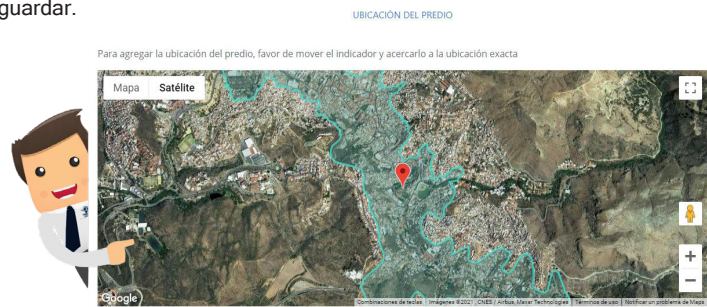 guardar.
UBICACIÓN DEL PREDIO
Para agregar la ubicación del predio, favor de mover el indicador y acercarlo a la ubicación exacta
Mapa Satélite
Google
Combinaciones de teclas Imágenes ©2021 , CNES / Airbus, Maxar Technologies Términos de uso Notificar un problema de Maps